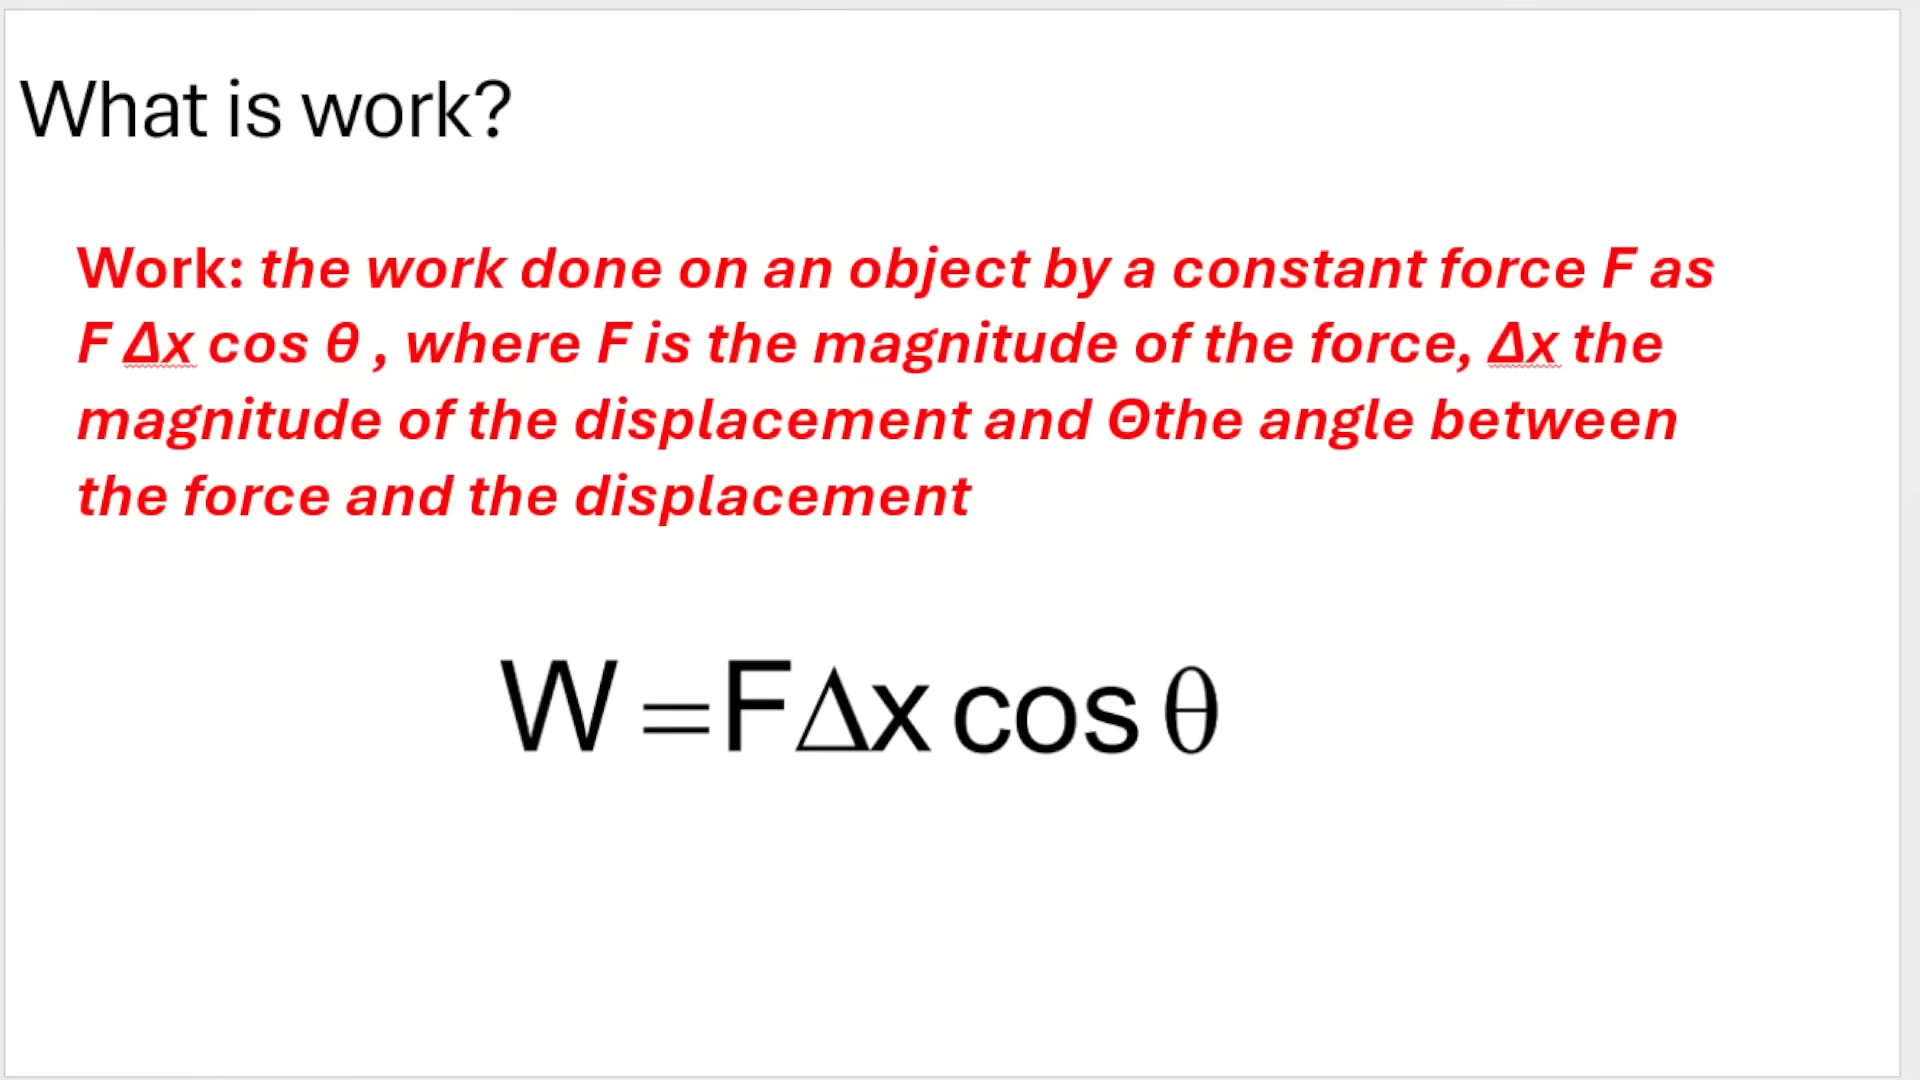 What is work?
Work: the work done on an object by a constant force F as
F Δx cos θ , where F is the magnitude of the force, Δx the
magnitude of the displacement and Θthe angle between
the force and the displacement
W =FΔx cos θ